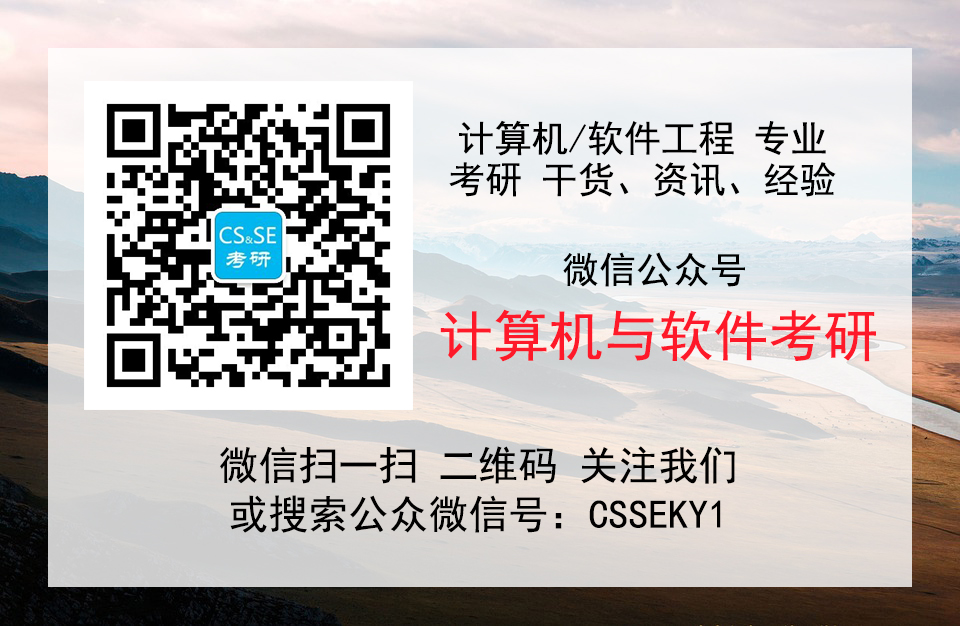 计算机/软件工程 专业
考研 干货、资讯、经验
CS&SE
考研
微信公众号
计算机与软件考研
微信扫一扫 二维码 关注我们
或搜索公众微信号：CSSEKY1